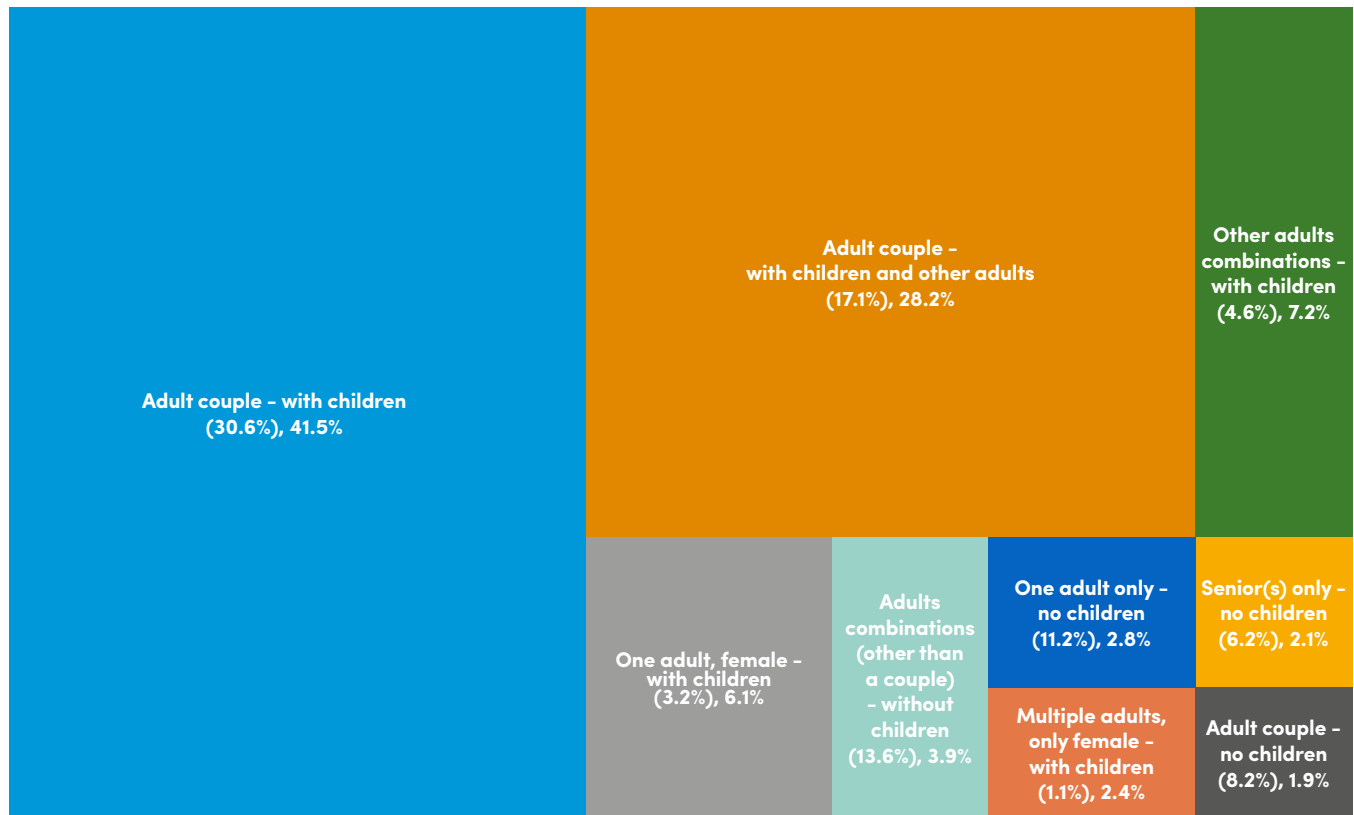 Adult couple – with children
(30.6%), 41.5%
Adult couple –
with children and other adults
(17.1%), 28.2%
Other adults
combinations –
with children
(4.6%), 7.2%
One adult, female –
with children
(3.2%), 6.1%
Adults
combinations
(other than
a couple)
– without
children
(13.6%), 3.9%
One adult only –
no children
(11.2%), 2.8%
Multiple adults,
only female –
with children
(1.1%), 2.4%
Senior(s) only –
no children
(6.2%), 2.1%
Adult couple –
no children
(8.2%), 1.9%